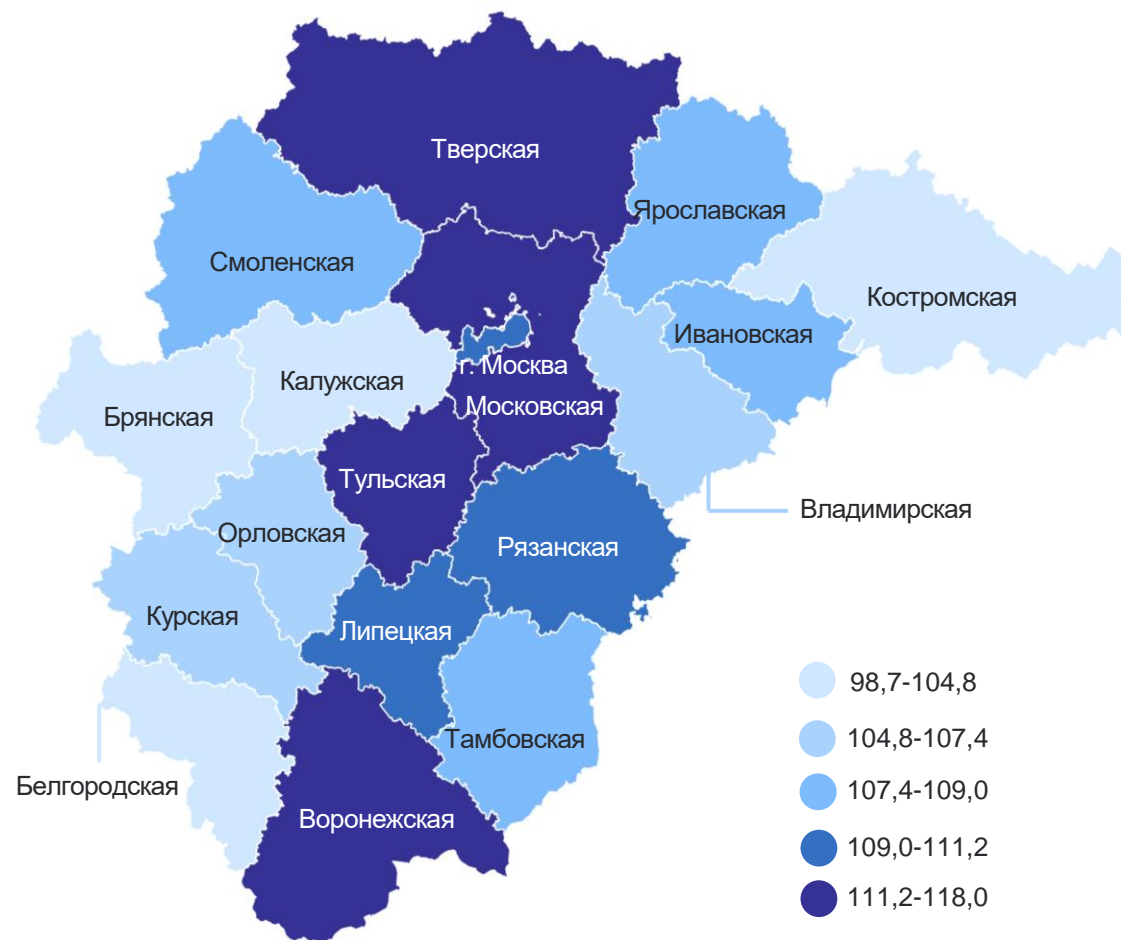 Тверская
Ярославская
Смоленская
Костромская
Ивановская
г. Москва
Калужская
Московская
Брянская
Тульская
Владимирская
Орловская
Рязанская
Курская
Липецкая
98,7-104,8
104,8-107,4
Тамбовская
Белгородская
107,4-109,0
Воронежская
109,0-111,2
111,2-118,0